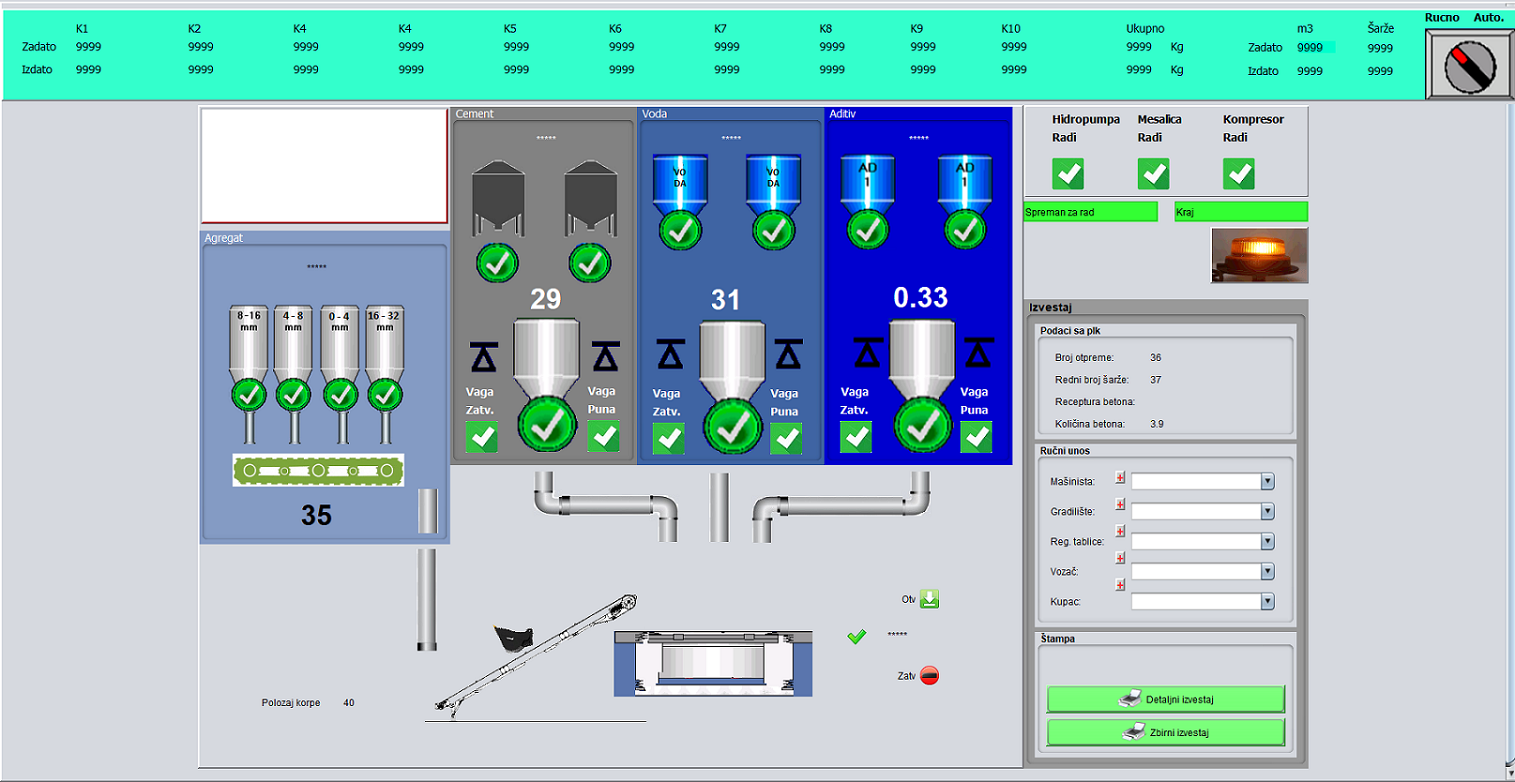 Rucno Auto.
K1 K2 K4 K4 K5 K6 K7 K8 K9 K10 Ukupno m3 Šarže
Zadato 9999 9999 9999 9999 9999 9999 9999 9999 9999 9999 9999 Kg Zadato 9999 9999
Izdato 9999 9999 9999 9999 9999 9999 9999 9999 9999 9999 9999 Kg Izdato 9999 9999
Agregat
*****
8-16 mm
4 - 8 mm
0 - 4 mm
16 - 32 mm
35
Cement
*****
29
Vaga Zatv.
Vaga Puna
Voda
*****
VO DA
VO DA
31
Vaga Zatv.
Vaga Puna
Aditiv
*****
AD 1
AD 1
0.33
Vaga Zatv.
Vaga Puna
Hidropumpa Mesalica Kompresor
Radi Radi Radi
Spreman za rad
Kraj
Izvestaj
Podaci sa plk
Broj otpreme: 36
Redni broj šarže: 37
Receptura betona:
Količina betona: 3.9
Ručni unos
Mašinista:
Gradilište:
Reg. tablice:
Vozač:
Kupac:
Štampa
Detaljni izvestaj
Zbirni izvestaj
Otv
*****
Zatv
Polozaj korpe 40